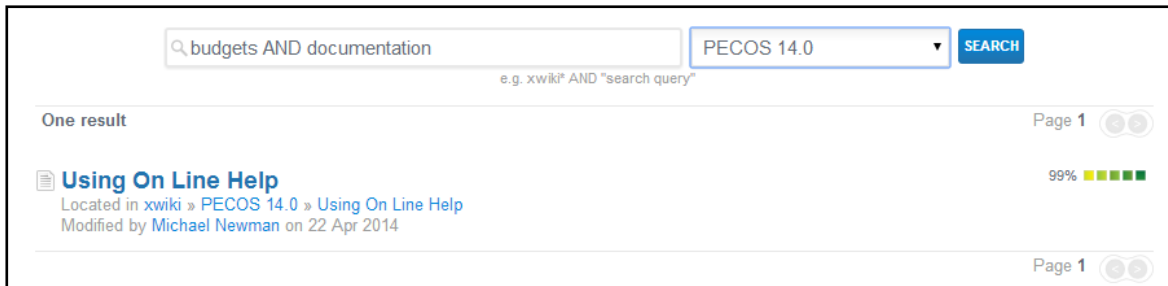 budgets AND documentation PECOS 14.0 SEARCH
e.g. xwiki* AND "search query"
One result Page 1
Using On Line Help 99%
Located in xwiki » PECOS 14.0 » Using On Line Help
Modified by Michael Newman on 22 Apr 2014
Page 1